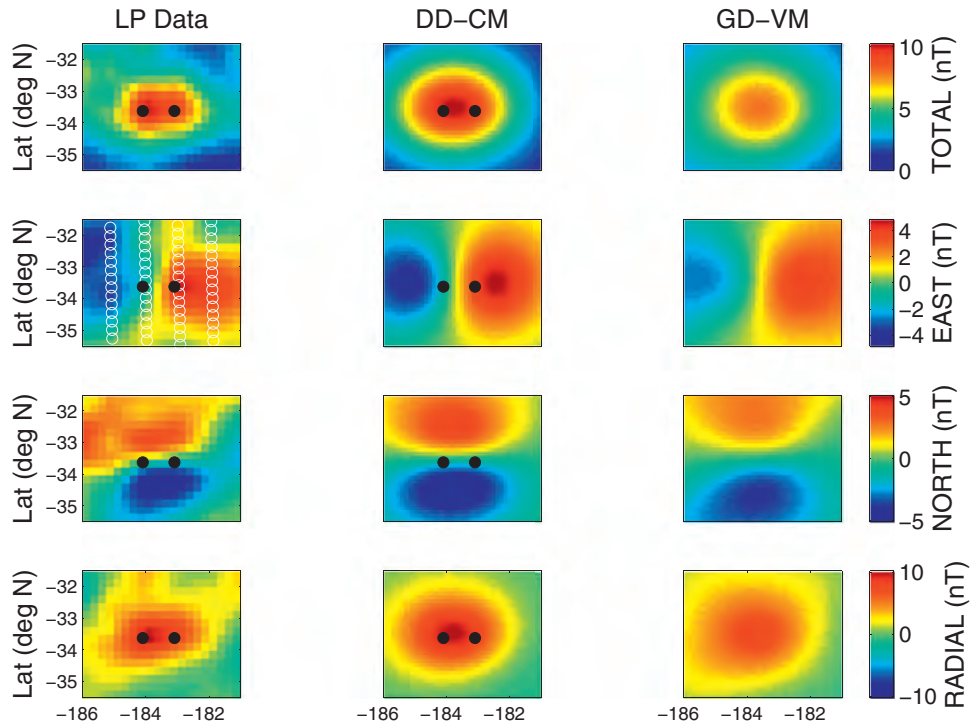 LP Data DD−CM GD−VM
Lat (deg N) −32 −33 −34 −35 10 5 0 TOTAL (nT)
Lat (deg N) −32 −33 −34 −35 4 2 0 −2 −4 EAST (nT)
Lat (deg N) −32 −33 −34 −35 5 0 −5 NORTH (nT)
Lat (deg N) −32 −33 −34 −35 10 0 −10 RADIAL (nT)
−186 −184 −182 −186 −184 −182 −186 −184 −182